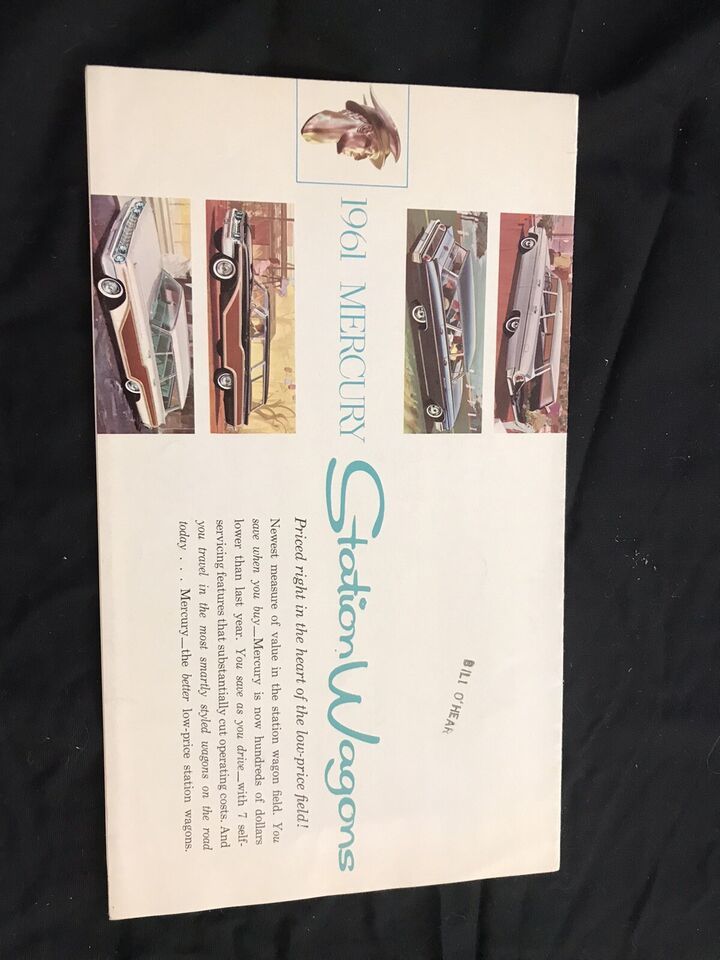 BILL O'HEAR
1961 MERCURY Station Wagons
Priced right in the heart of the low-price field!
Newest measure of value in the station wagon field. You
save when you buy—Mercury is now hundreds of dollars
lower than last year. You save as you drive—with 7 self-
servicing features that substantially cut operating costs. And
you travel in the most smartly styled wagons on the road
today . . . Mercury—the better low-price station wagons.